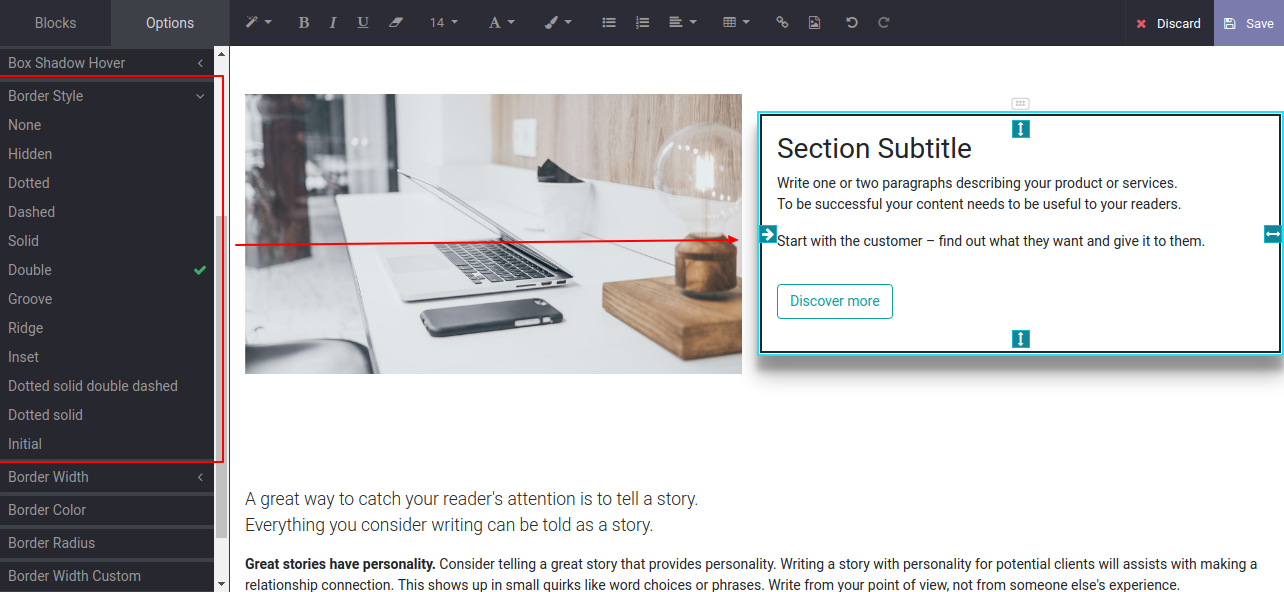 Blocks
Options
B I U 14 A
Discard
Save
Box Shadow Hover
Border Style
None
Hidden
Dotted
Dashed
Solid
Double
Groove
Ridge
Inset
Dotted solid double dashed
Dotted solid
Initial
Border Width
Border Color
Border Radius
Border Width Custom
Section Subtitle
Write one or two paragraphs describing your product or services.
To be successful your content needs to be useful to your readers.
Start with the customer – find out what they want and give it to them.
Discover more
A great way to catch your reader's attention is to tell a story.
Everything you consider writing can be told as a story.
Great stories have personality. Consider telling a great story that provides personality. Writing a story with personality for potential clients will assists with making a
relationship connection. This shows up in small quirks like word choices or phrases. Write from your point of view, not from someone else's experience.